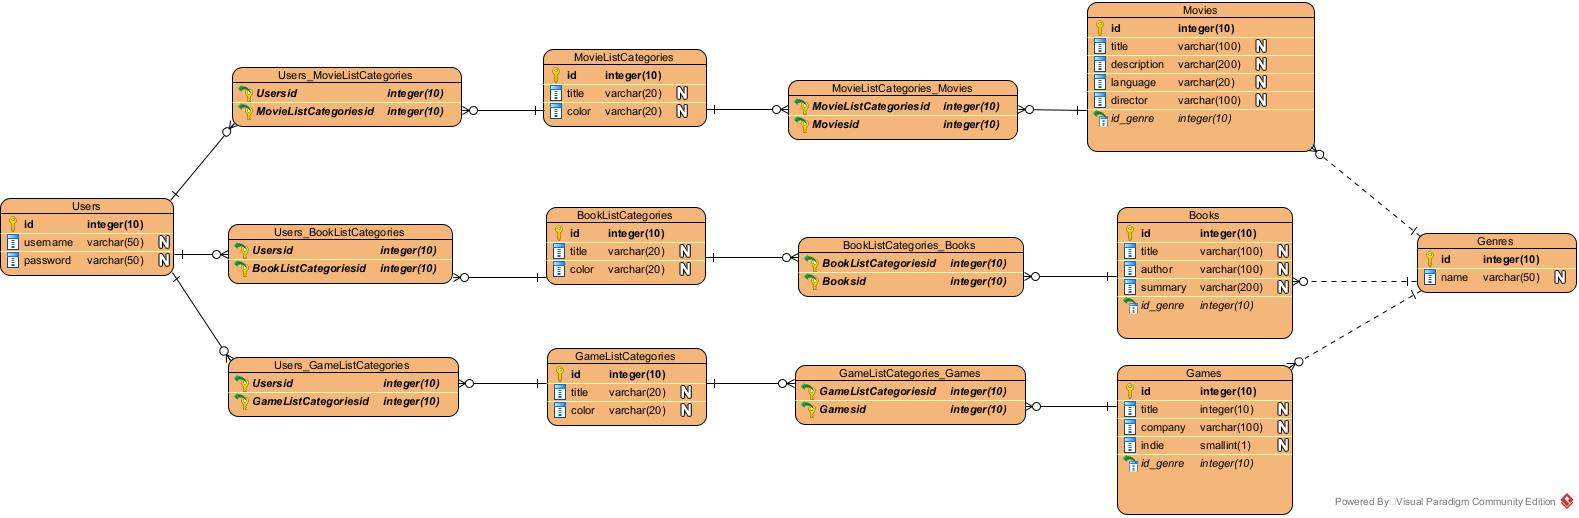 Users
id integer(10)
username varchar(50) N
password varchar(50) N
Users_MovieListCategories
Usersid integer(10)
MovieListCategoriesid integer(10)
MovieListCategories
id integer(10)
title varchar(20) N
color varchar(20) N
MovieListCategories_Movies
MovieListCategoriesid integer(10)
Moviesid integer(10)
Movies
id integer(10)
title varchar(100) N
description varchar(200) N
language varchar(20) N
director varchar(100) N
id_genre integer(10)
Users_BookListCategories
Usersid integer(10)
BookListCategoriesid integer(10)
BookListCategories
id integer(10)
title varchar(20) N
color varchar(20) N
BookListCategories_Books
BookListCategoriesid integer(10)
Booksid integer(10)
Books
id integer(10)
title varchar(100) N
author varchar(100) N
summary varchar(200) N
id_genre integer(10)
Genres
id integer(10)
name varchar(50) N
Users_GameListCategories
Usersid integer(10)
GameListCategoriesid integer(10)
GameListCategories
id integer(10)
title varchar(20) N
color varchar(20) N
GameListCategories_Games
GameListCategoriesid integer(10)
Gamesid integer(10)
Games
id integer(10)
title integer(10) N
company varchar(100) N
indie smallint(1) N
id_genre integer(10)
Powered By Visual Paradigm Community Edition